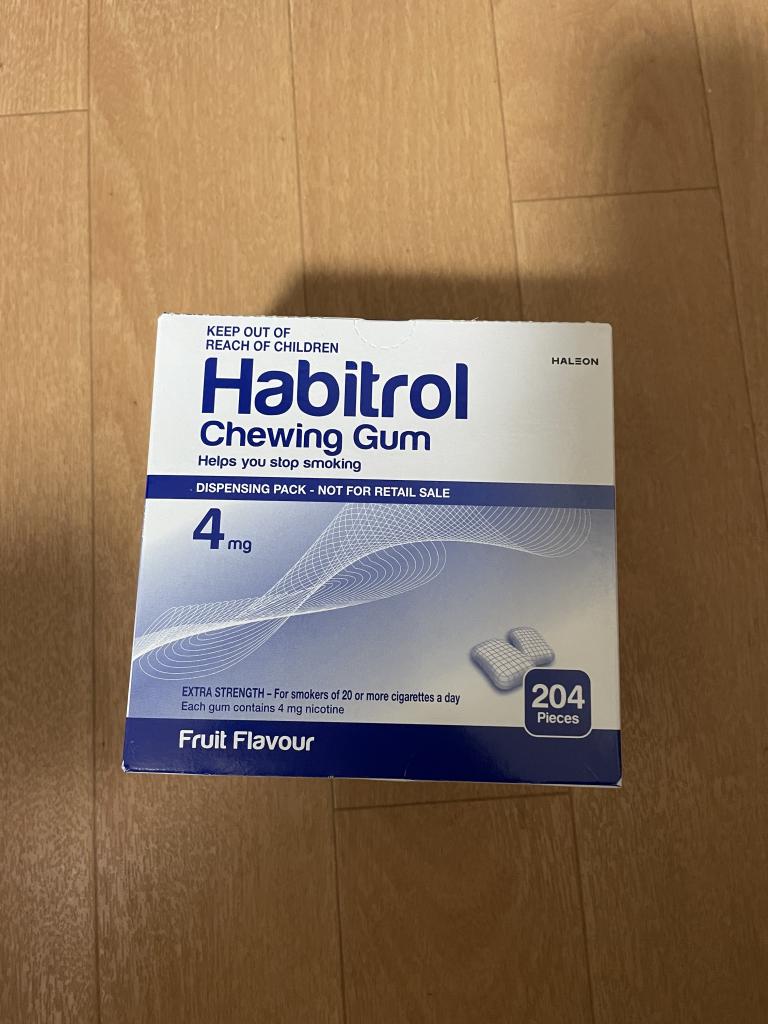 KEEP OUT OF
REACH OF CHILDREN
HALEON
Habitrol
Chewing Gum
Helps you stop smoking
DISPENSING PACK - NOT FOR RETAIL SALE
4 mg
EXTRA STRENGTH – For smokers of 20 or more cigarettes a day
Each gum contains 4 mg nicotine
204
Pieces
Fruit Flavour